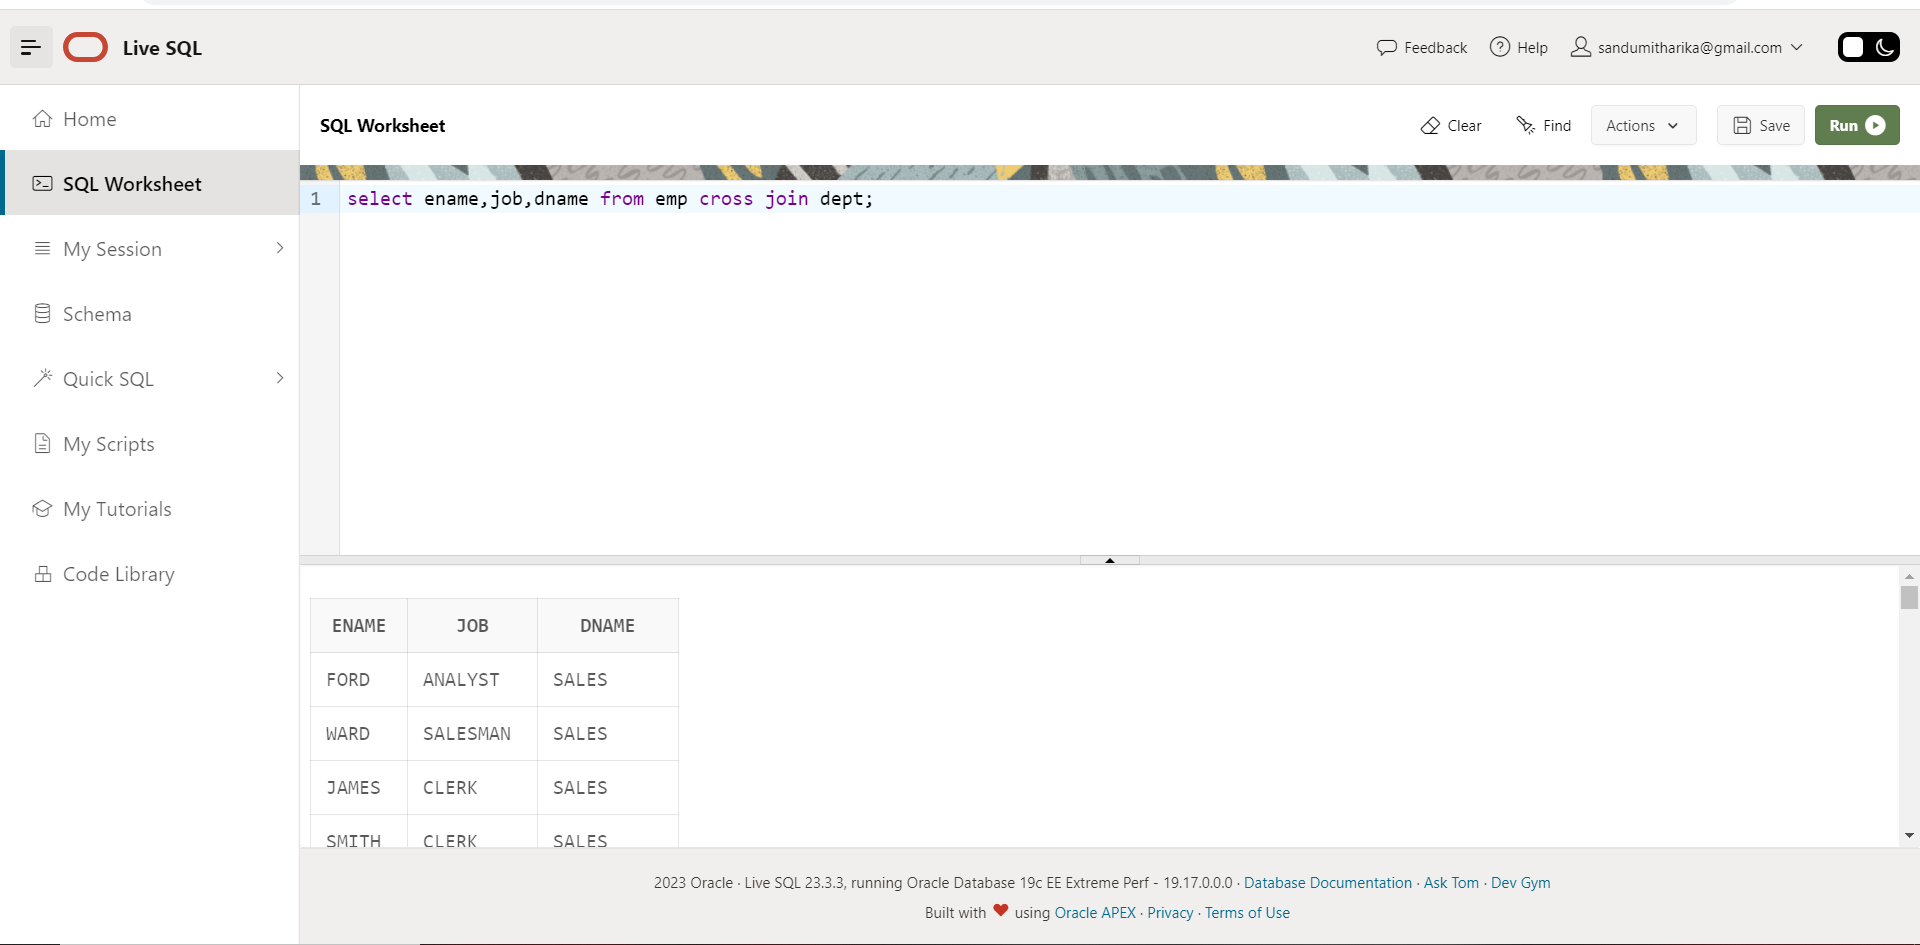 Live SQL
Feedback
Help
sandumitharika@gmail.com
Home
SQL Worksheet
My Session
Schema
Quick SQL
My Scripts
My Tutorials
Code Library
SQL Worksheet
Clear
Find
Actions
Save
Run
1 select ename,job,dname from emp cross join dept;
ENAME JOB DNAME
FORD ANALYST SALES
WARD SALESMAN SALES
JAMES CLERK SALES
SMITH CLERK SALES
2023 Oracle · Live SQL 23.3.3, running Oracle Database 19c EE Extreme Perf - 19.17.0.0.0 · Database Documentation · Ask Tom · Dev Gym
Built with ❤ using Oracle APEX · Privacy · Terms of Use